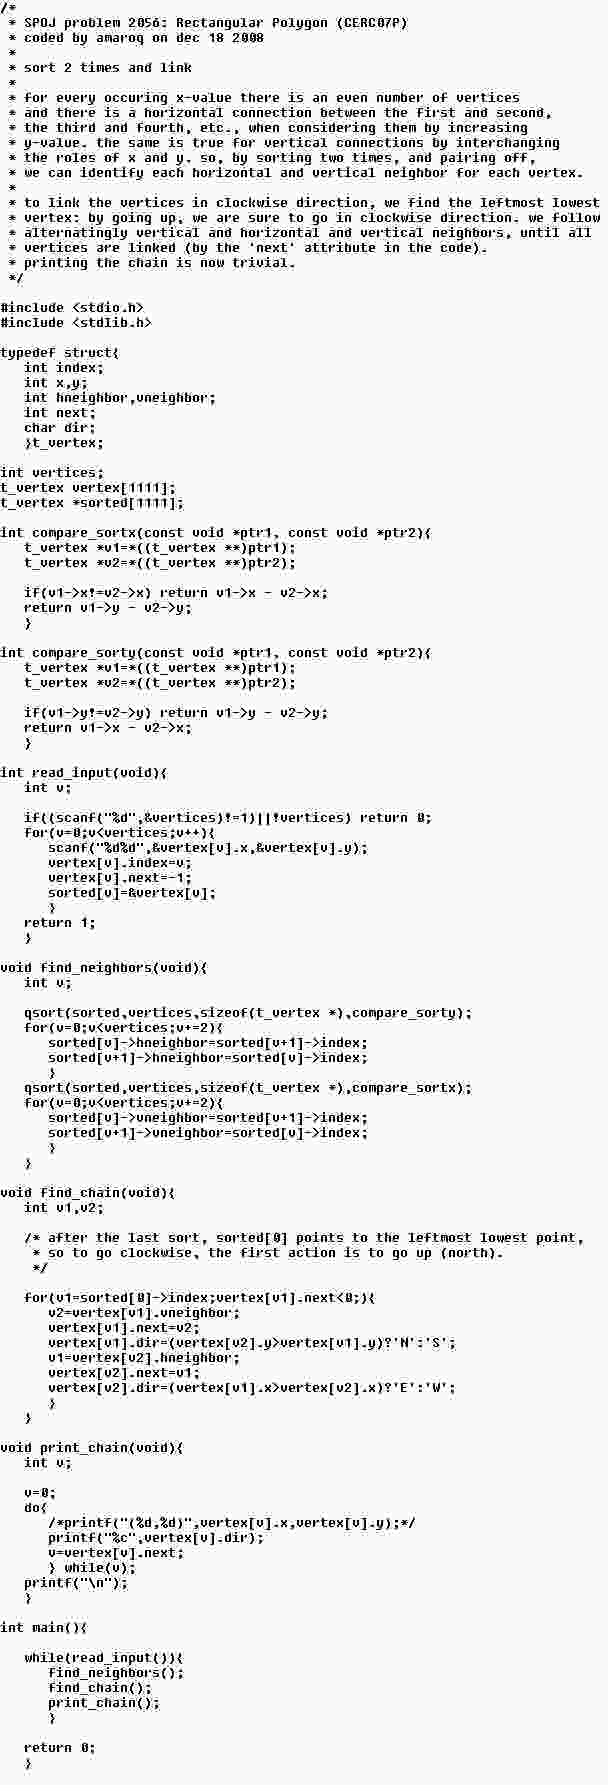 /*
 * SPOJ problem 2056: Rectangular Polygon (CERC07P)
 * coded by amaroq on dec 18 2008
 *
 * sort 2 times and link
 *
 * for every occuring x-value there is an even number of vertices
 * and there is a horizontal connection between the first and second,
 * the third and fourth, etc., when considering them by increasing
 * y-value. the same is true for vertical connections by interchanging
 * the roles of x and y. so, by sorting two times, and pairing off,
 * we can identify each horizontal and vertical neighbor for each vertex.
 *
 * to link the vertices in clockwise direction, we find the leftmost lowest
 * vertex: by going up, we are sure to go in clockwise direction. we follow
 * alternatingly vertical and horizontal and vertical neighbors, until all
 * vertices are linked (by the 'next' attribute in the code).
 * printing the chain is now trivial.
 */

#include <stdio.h>
#include <stdlib.h>

typedef struct{
   int index;
   int x,y;
   int hneighbor,vneighbor;
   int next;
   char dir;
   }t_vertex;

int vertices;
t_vertex vertex[1111];
t_vertex *sorted[1111];

int compare_sortx(const void *ptr1, const void *ptr2){
   t_vertex *v1=*((t_vertex **)ptr1);
   t_vertex *v2=*((t_vertex **)ptr2);

   if(v1->x!=v2->x) return v1->x - v2->x;
   return v1->y - v2->y;
   }

int compare_sorty(const void *ptr1, const void *ptr2){
   t_vertex *v1=*((t_vertex **)ptr1);
   t_vertex *v2=*((t_vertex **)ptr2);

   if(v1->y!=v2->y) return v1->y - v2->y;
   return v1->x - v2->x;
   }

int read_input(void){
   int v;

   if((scanf("%d",&vertices)!=1)||!vertices) return 0;
   for(v=0;v<vertices;v++){
      scanf("%d%d",&vertex[v].x,&vertex[v].y);
      vertex[v].index=v;
      vertex[v].next=-1;
      sorted[v]=&vertex[v];
      }
   return 1;
   }

void find_neighbors(void){
   int v;

   qsort(sorted,vertices,sizeof(t_vertex *),compare_sorty);
   for(v=0;v<vertices;v+=2){
      sorted[v]->hneighbor=sorted[v+1]->index;
      sorted[v+1]->hneighbor=sorted[v]->index;
      }
   qsort(sorted,vertices,sizeof(t_vertex *),compare_sortx);
   for(v=0;v<vertices;v+=2){
      sorted[v]->vneighbor=sorted[v+1]->index;
      sorted[v+1]->vneighbor=sorted[v]->index;
      }
   }

void find_chain(void){
   int v1,v2;

   /* after the last sort, sorted[0] points to the leftmost lowest point,
    * so to go clockwise, the first action is to go up (north).
    */

   for(v1=sorted[0]->index;vertex[v1].next<0;){
      v2=vertex[v1].vneighbor;
      vertex[v1].next=v2;
      vertex[v1].dir=(vertex[v2].y>vertex[v1].y)?'N':'S';
      v1=vertex[v2].hneighbor;
      vertex[v2].next=v1;
      vertex[v2].dir=(vertex[v1].x>vertex[v2].x)?'E':'W';
      }
   }

void print_chain(void){
   int v;

   v=0;
   do{
      /*printf("(%d,%d)",vertex[v].x,vertex[v].y);*/
      printf("%c",vertex[v].dir);
      v=vertex[v].next;
      } while(v);
   printf("\n");
   }

int main(){

   while(read_input()){
      find_neighbors();
      find_chain();
      print_chain();
      }

   return 0;
   }